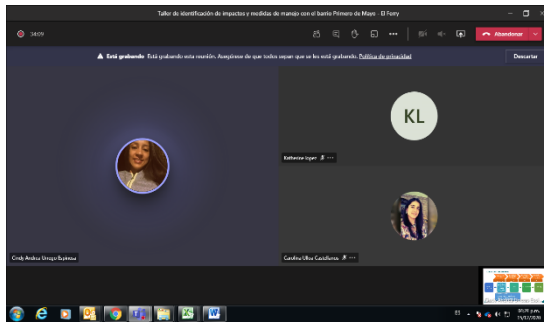 Taller de identificación de impactos y medidas de manejo con el barrio Primero de Mayo - El Ferry
34:09
Abandonar
Está grabando Está grabando esta reunión. Asegúrese de que todos sepan que se les está grabando. Política de privacidad
Descartar
KL
Katherine lopez
Cindy Andrea Urrego Espinosa
Carolina Ulloa Castellanos